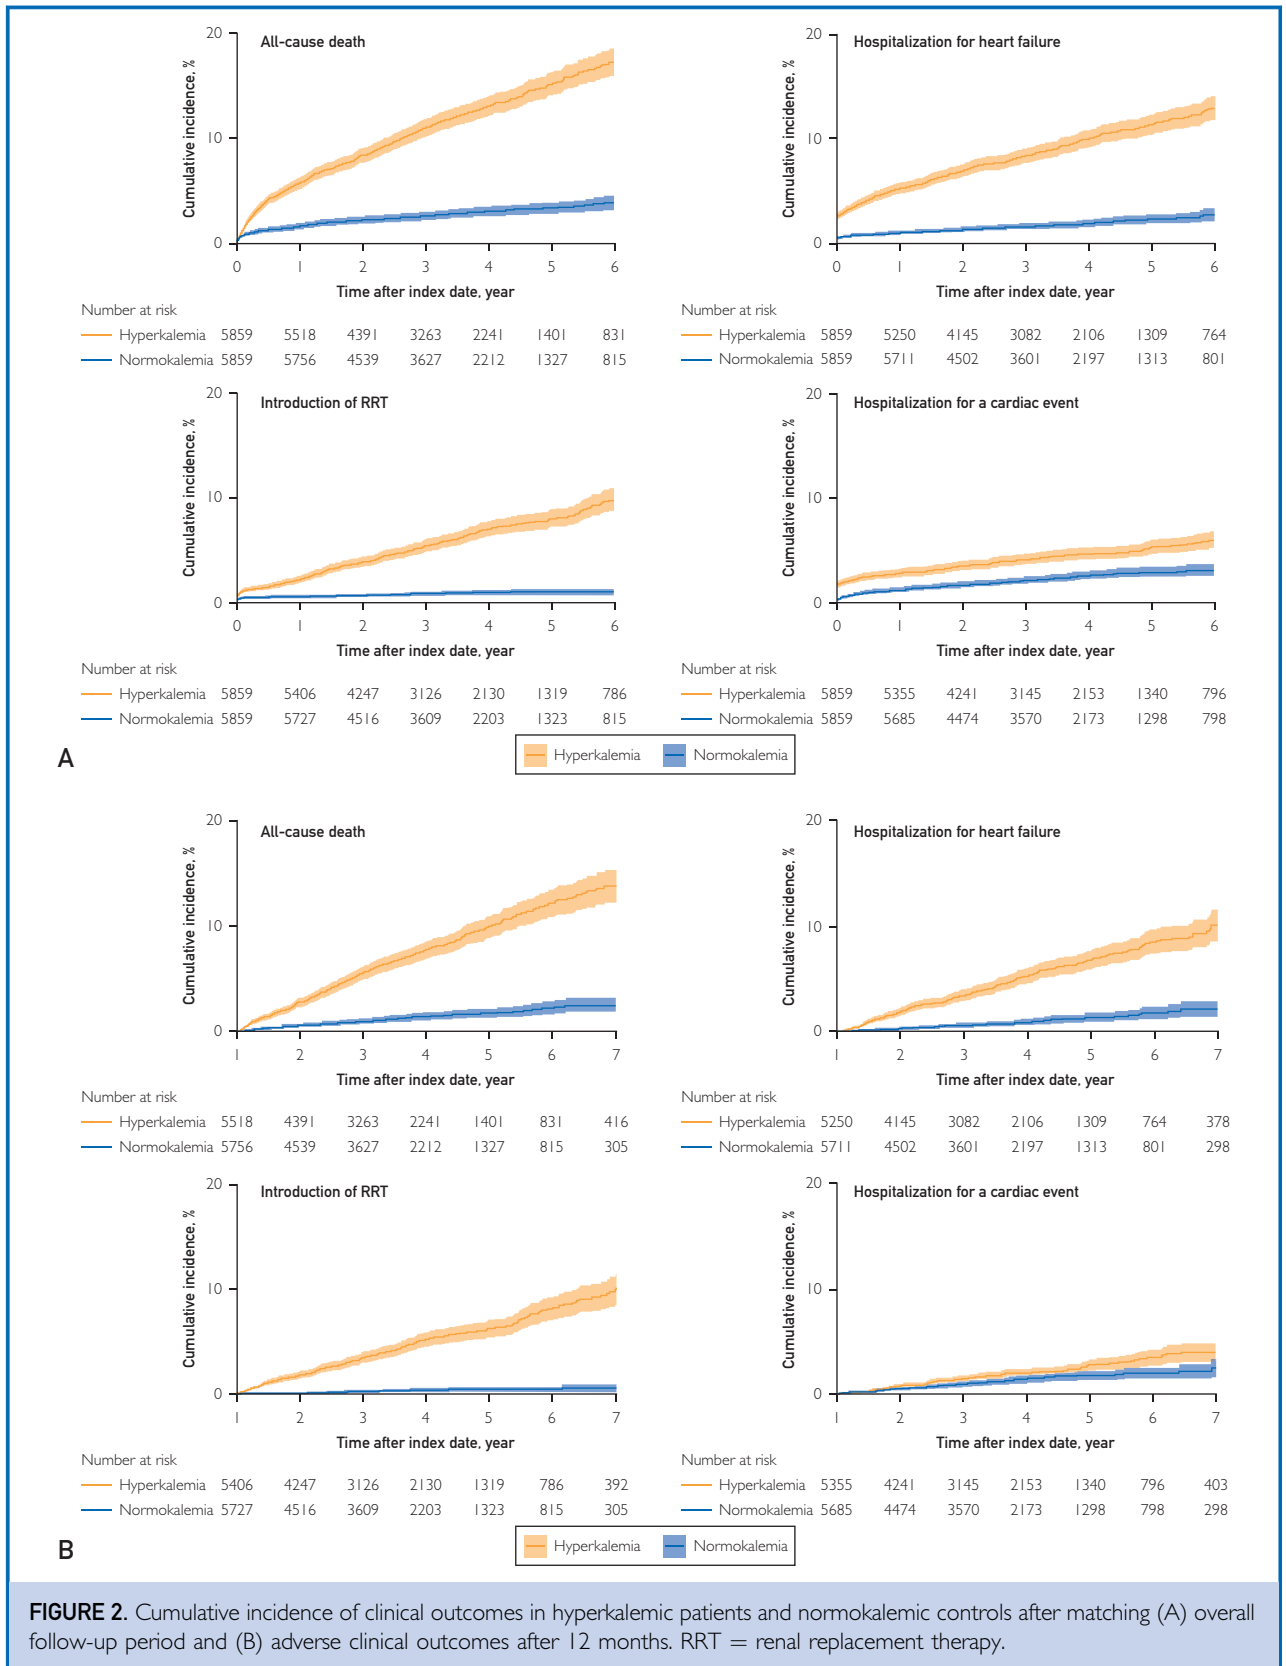 All-cause death
Cumulative incidence, %
20
10
0
0 1 2 3 4 5 6
Time after index date, year
Number at risk
Hyperkalemia 5859 5518 4391 3263 2241 1401 831
Normokalemia 5859 5756 4539 3627 2212 1327 815
Hospitalization for heart failure
Cumulative incidence, %
20
10
0
0 1 2 3 4 5 6
Time after index date, year
Number at risk
Hyperkalemia 5859 5250 4145 3082 2106 1309 764
Normokalemia 5859 5711 4502 3601 2197 1313 801
Introduction of RRT
Cumulative incidence, %
20
10
0
0 1 2 3 4 5 6
Time after index date, year
Number at risk
Hyperkalemia 5859 5406 4247 3126 2130 1319 786
Normokalemia 5859 5727 4516 3609 2203 1323 815
Hospitalization for a cardiac event
Cumulative incidence, %
20
10
0
0 1 2 3 4 5 6
Time after index date, year
Number at risk
Hyperkalemia 5859 5355 4241 3145 2153 1340 796
Normokalemia 5859 5685 4474 3570 2173 1298 798
A
Hyperkalemia Normokalemia
All-cause death
Cumulative incidence, %
20
10
0
1 2 3 4 5 6 7
Time after index date, year
Number at risk
Hyperkalemia 5518 4391 3263 2241 1401 831 416
Normokalemia 5756 4539 3627 2212 1327 815 305
Hospitalization for heart failure
Cumulative incidence, %
20
10
0
1 2 3 4 5 6 7
Time after index date, year
Number at risk
Hyperkalemia 5250 4145 3082 2106 1309 764 378
Normokalemia 5711 4502 3601 2197 1313 801 298
Introduction of RRT
Cumulative incidence, %
20
10
0
1 2 3 4 5 6 7
Time after index date, year
Number at risk
Hyperkalemia 5406 4247 3126 2130 1319 786 392
Normokalemia 5727 4516 3609 2203 1323 815 305
Hospitalization for a cardiac event
Cumulative incidence, %
20
10
0
1 2 3 4 5 6 7
Time after index date, year
Number at risk
Hyperkalemia 5355 4241 3145 2153 1340 796 403
Normokalemia 5685 4474 3570 2173 1298 798 298
B
Hyperkalemia Normokalemia
FIGURE 2. Cumulative incidence of clinical outcomes in hyperkalemic patients and normokalemic controls after matching (A) overall
follow-up period and (B) adverse clinical outcomes after 12 months. RRT = renal replacement therapy.